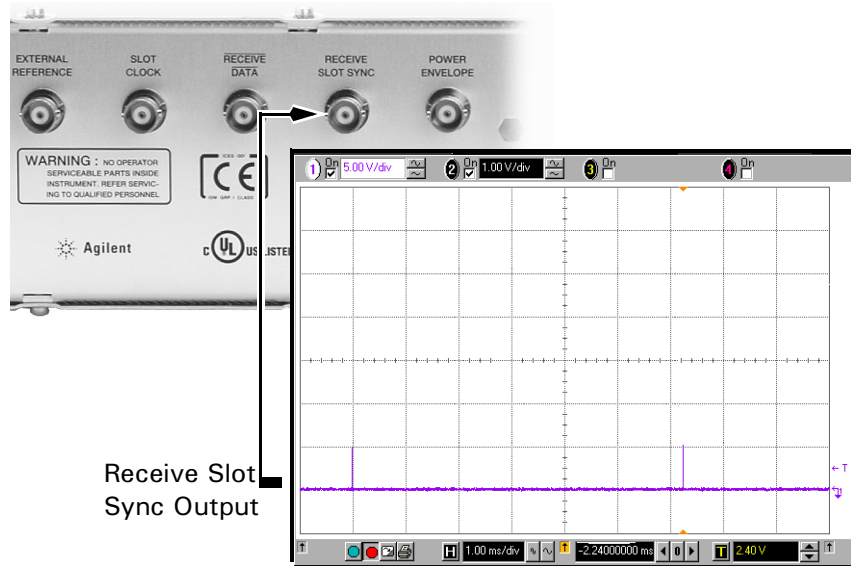 EXTERNAL
REFERENCE
SLOT
CLOCK
RECEIVE
DATA
RECEIVE
SLOT SYNC
POWER
ENVELOPE
WARNING : NO OPERATOR
SERVICEABLE PARTS INSIDE
INSTRUMENT. REFER SERVIC-
ING TO QUALIFIED PERSONNEL
CE
Agilent
C UL US LISTE
1 On 5.00 V/div 2 On 1.00 V/div 3 On 4 On
T
Receive Slot
Sync Output
H 1.00 ms/div -2.24000000 ms 0 T 2.40 V